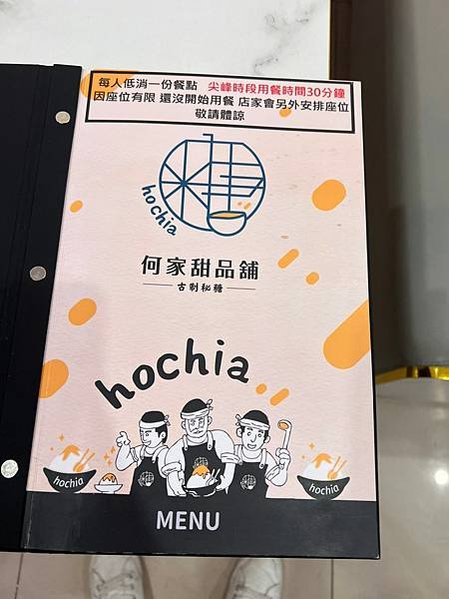 每人低消一份餐點 尖峰時段用餐時間30分鐘
因座位有限 還沒開始用餐 店家會另外安排座位
敬請體諒
糖
hochia
何家甜品舖
古制秘糖
hochia
hochia
hochia
MENU